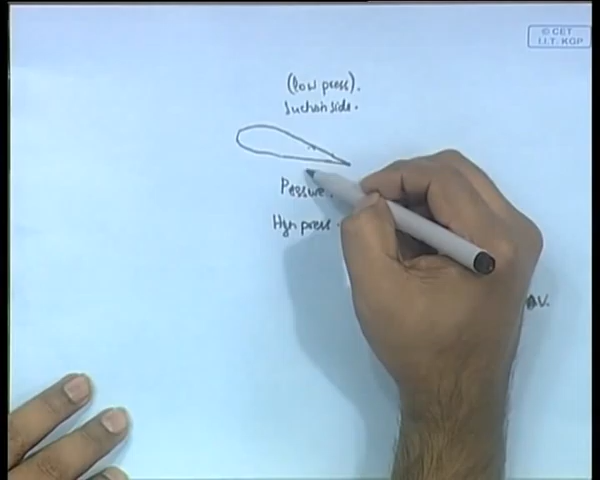 © CET
I.I.T. KGP
(low press).
Suction side.
Pressure.
High press.
V.